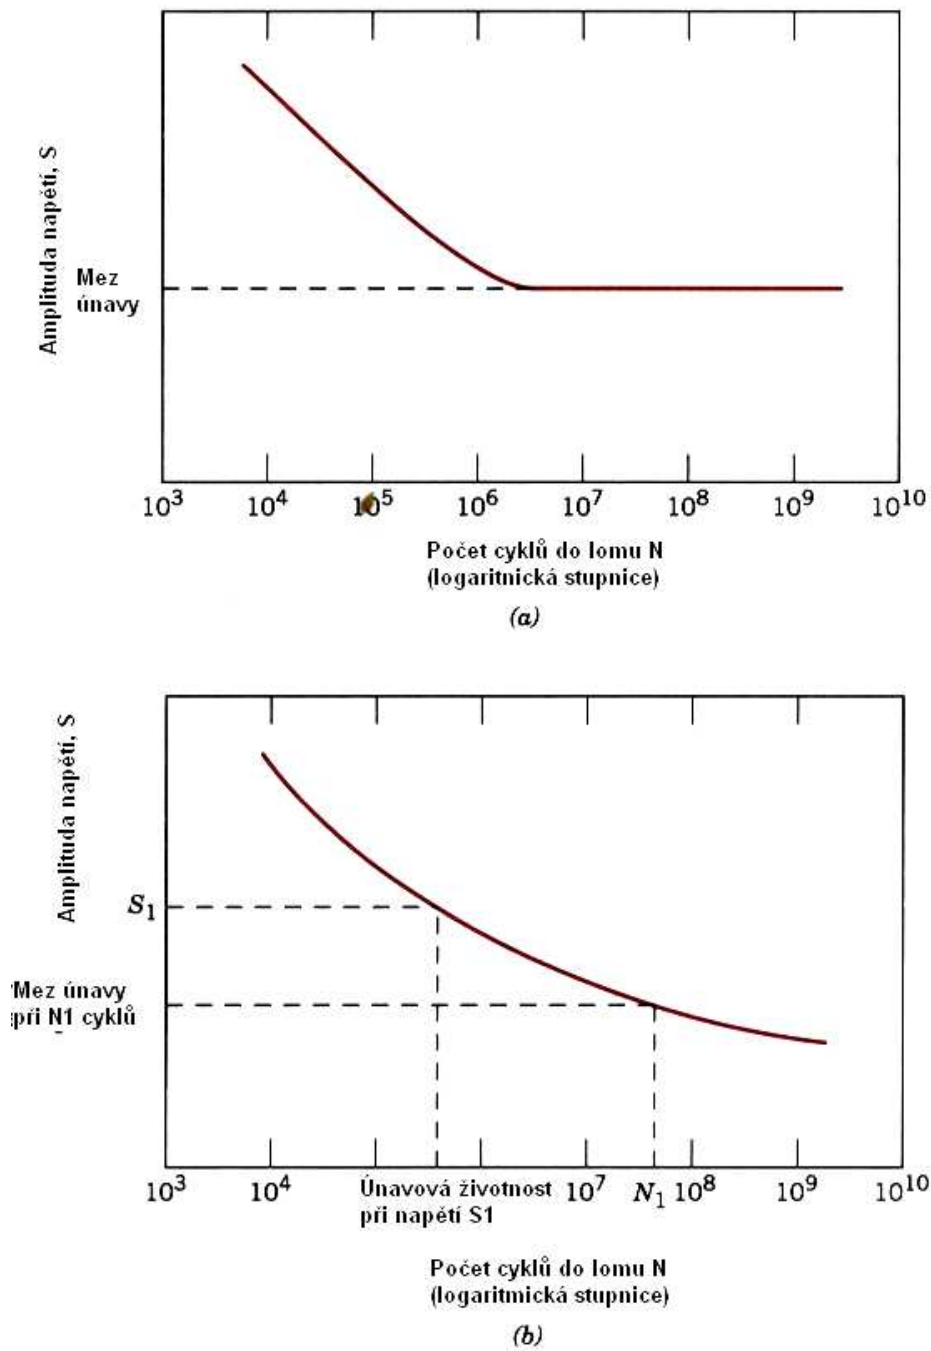 Amplituda napětí, S
Mez
únavy
10³ 10⁴ 10⁵ 10⁶ 10⁷ 10⁸ 10⁹ 10¹⁰
Počet cyklů do lomu N
(logaritnická stupnice)
(a)
Amplituda napětí, S
S₁
Mez únavy
při N1 cyklů
10³ 10⁴ Únavová životnost 10⁷ N₁ 10⁸ 10⁹ 10¹⁰
při napětí S1
Počet cyklů do lomu N
(logaritmická stupnice)
(b)